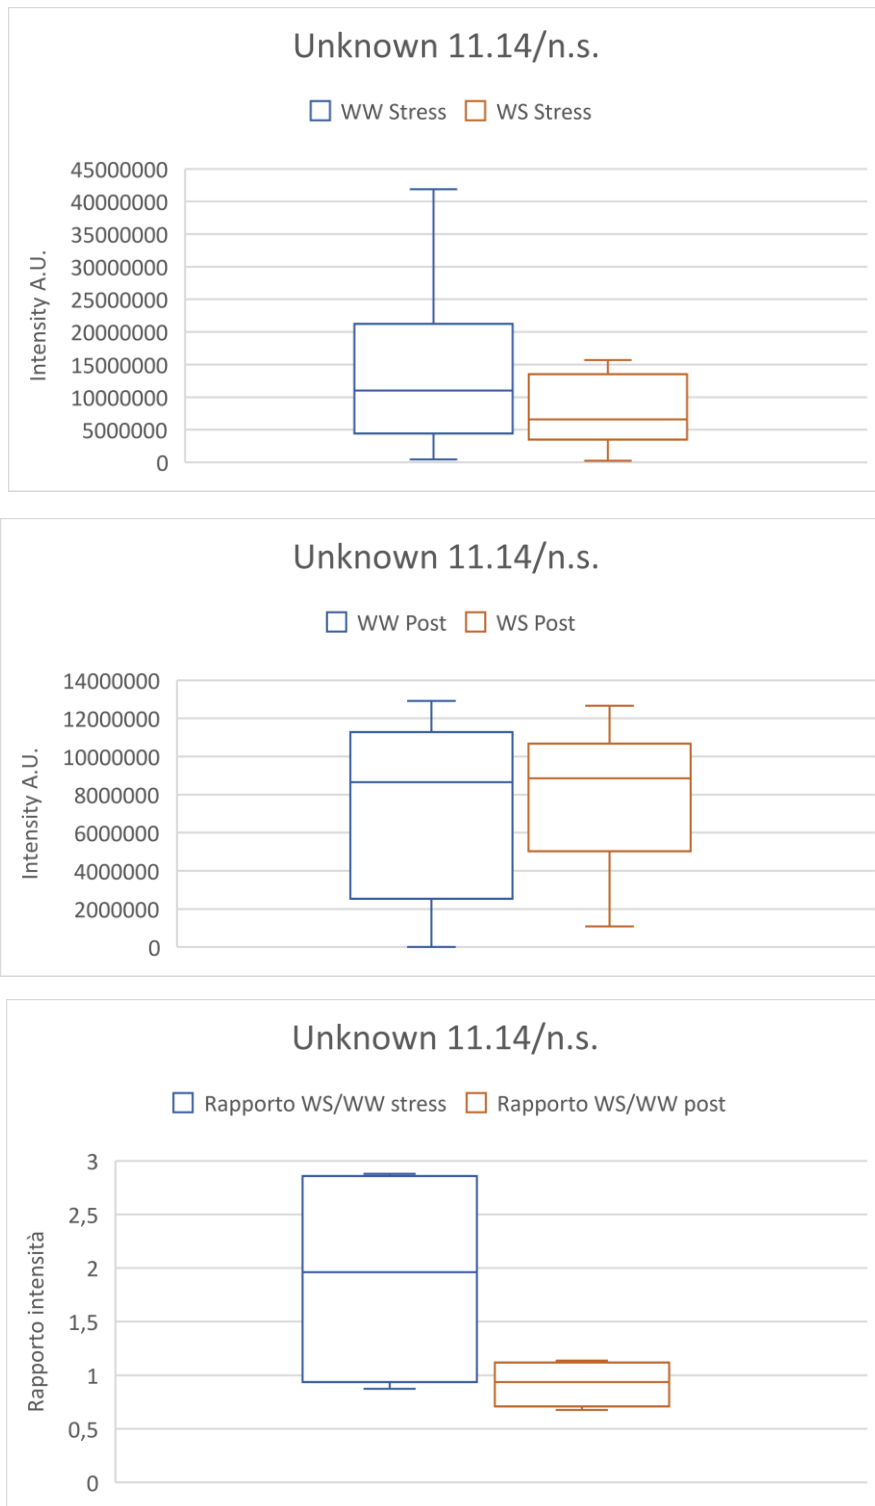 Unknown 11.14/n.s.
WW Stress WS Stress
Intensity A.U.
45000000
40000000
35000000
30000000
25000000
20000000
15000000
10000000
5000000
0
Unknown 11.14/n.s.
WW Post WS Post
Intensity A.U.
14000000
12000000
10000000
8000000
6000000
4000000
2000000
0
Unknown 11.14/n.s.
Rapporto WS/WW stress Rapporto WS/WW post
Rapporto intensità
3
2,5
2
1,5
1
0,5
0